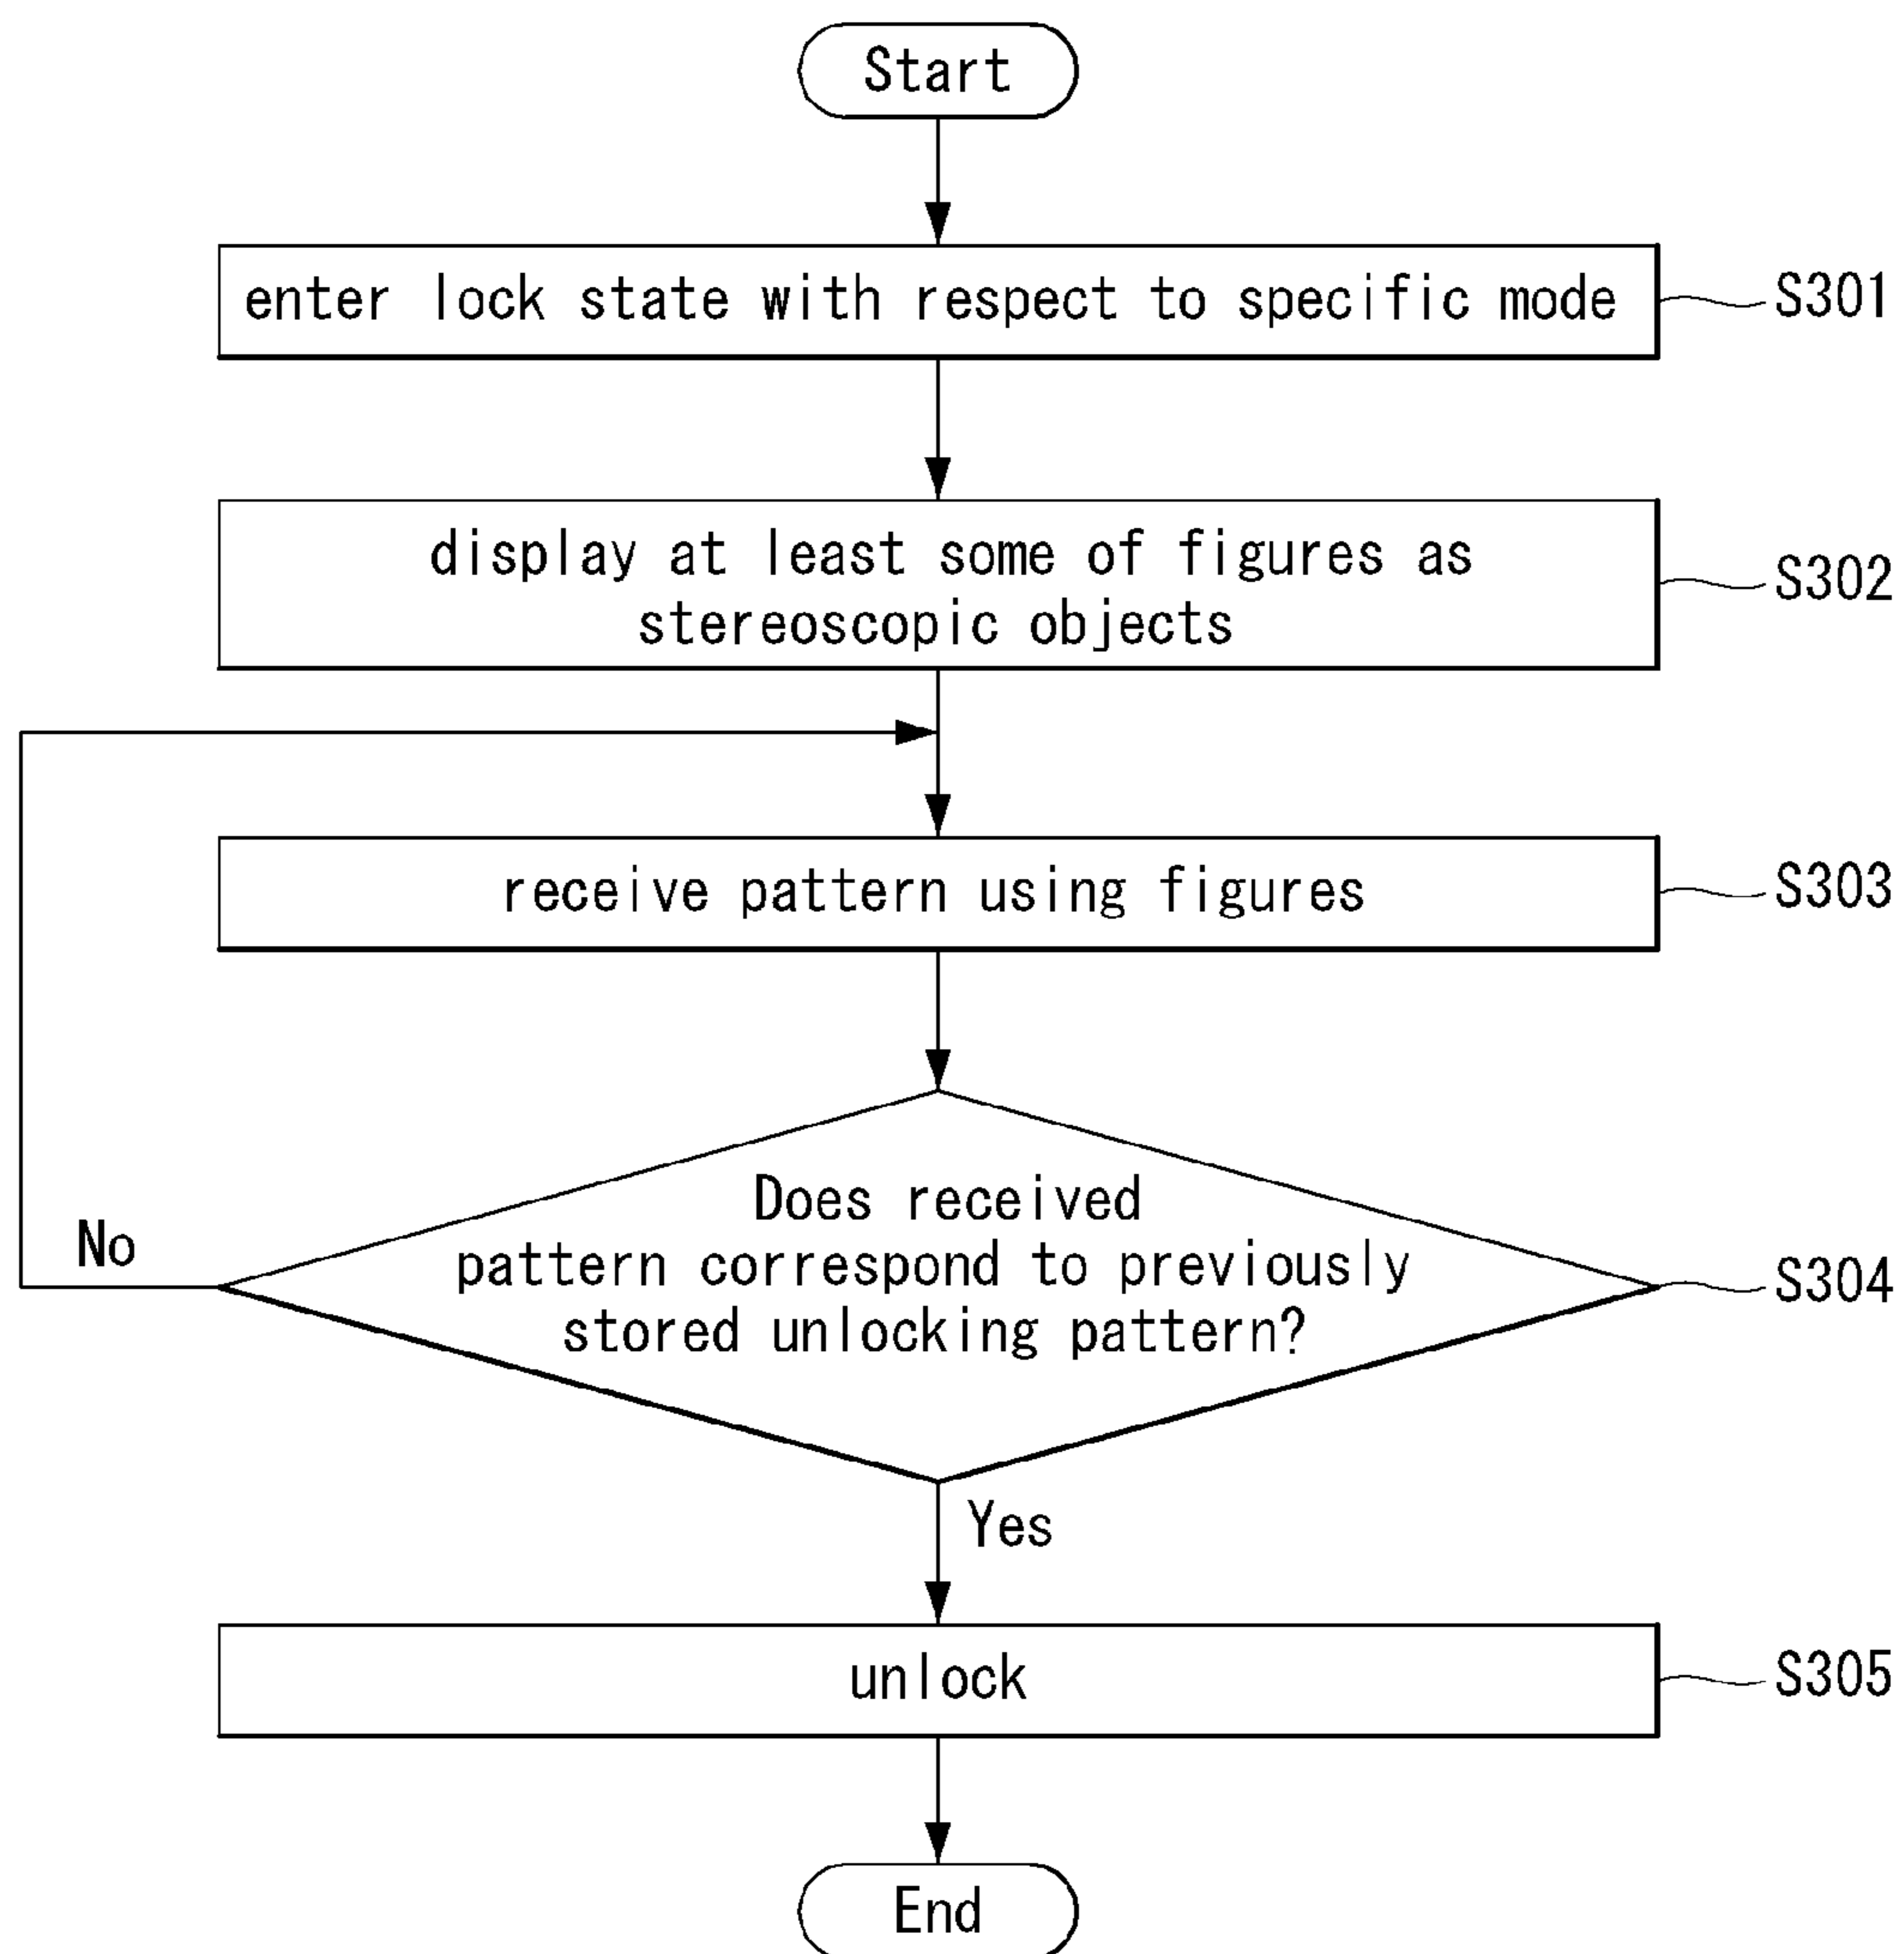 Start
enter lock state with respect to specific mode
S301
display at least some of figures as
stereoscopic objects
S302
receive pattern using figures
S303
Does received
pattern correspond to previously
stored unlocking pattern?
S304
No
Yes
unlock
S305
End